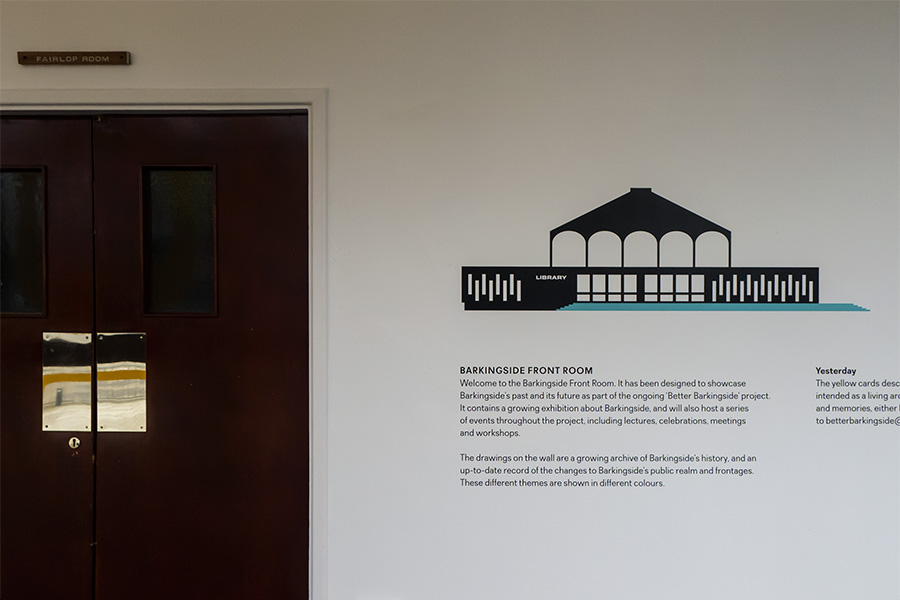 FAIRLOP ROOM
LIBRARY
BARKINGSIDE FRONT ROOM
Welcome to the Barkingside Front Room. It has been designed to showcase
Barkingside's past and its future as part of the ongoing 'Better Barkingside' project.
It contains a growing exhibition about Barkingside, and will also host a series
of events throughout the project, including lectures, celebrations, meetings
and workshops.
The drawings on the wall are a growing archive of Barkingside's history, and an
up-to-date record of the changes to Barkingside's public realm and frontages.
These different themes are shown in different colours.
Yesterday
The yellow cards desc
intended as a living arc
and memories, either
to betterbarkingside@